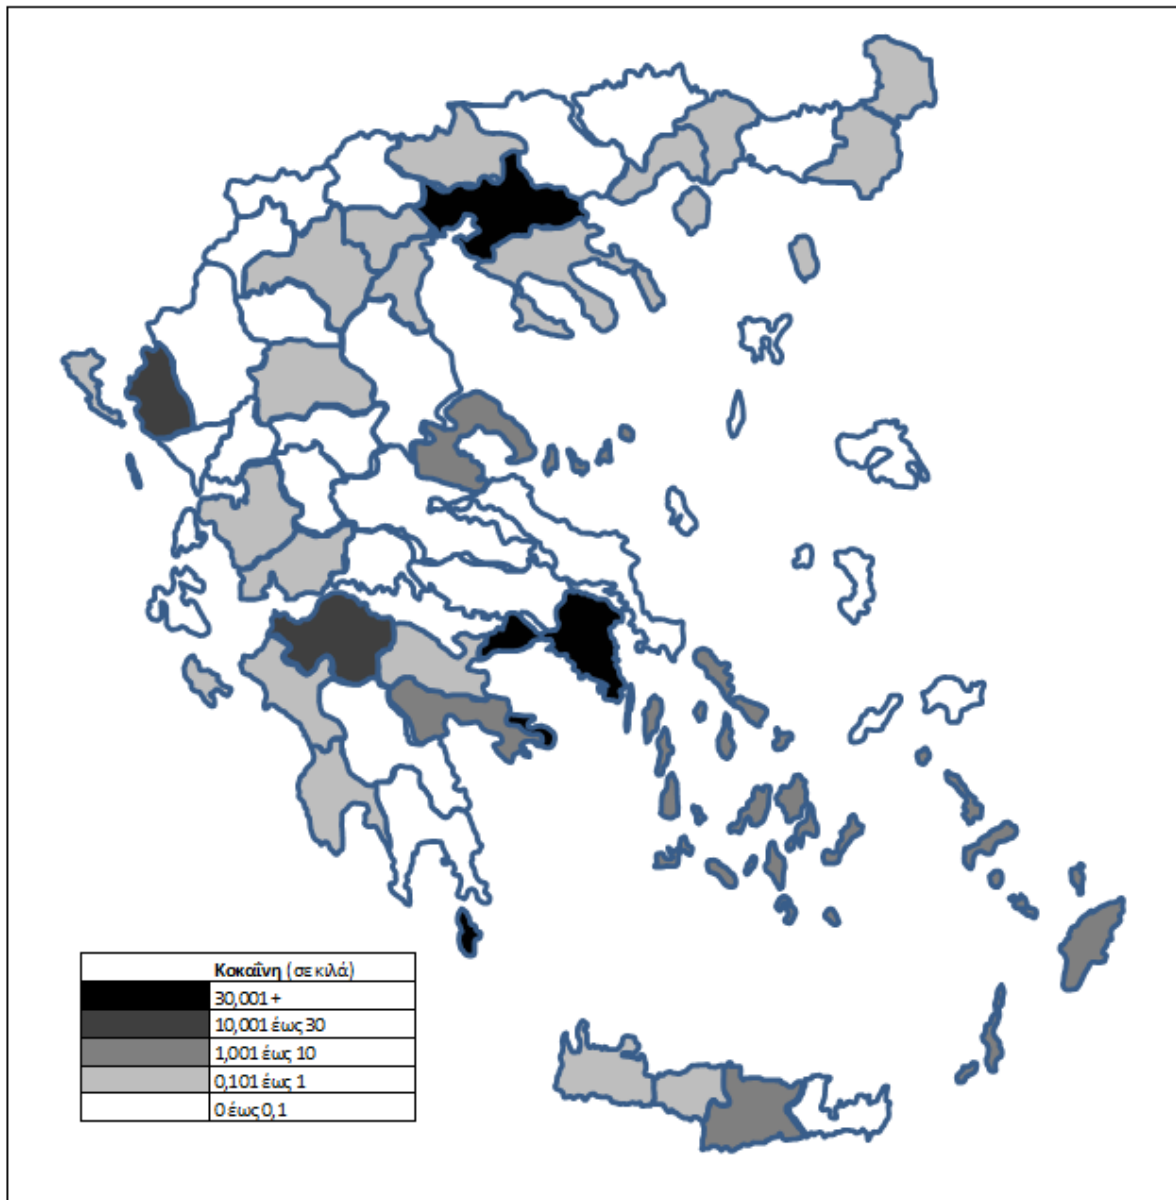 Κοκαΐνη (σε κιλά)
30,001 +
10,001 έως 30
1,001 έως 10
0,101 έως 1
0 έως 0,1